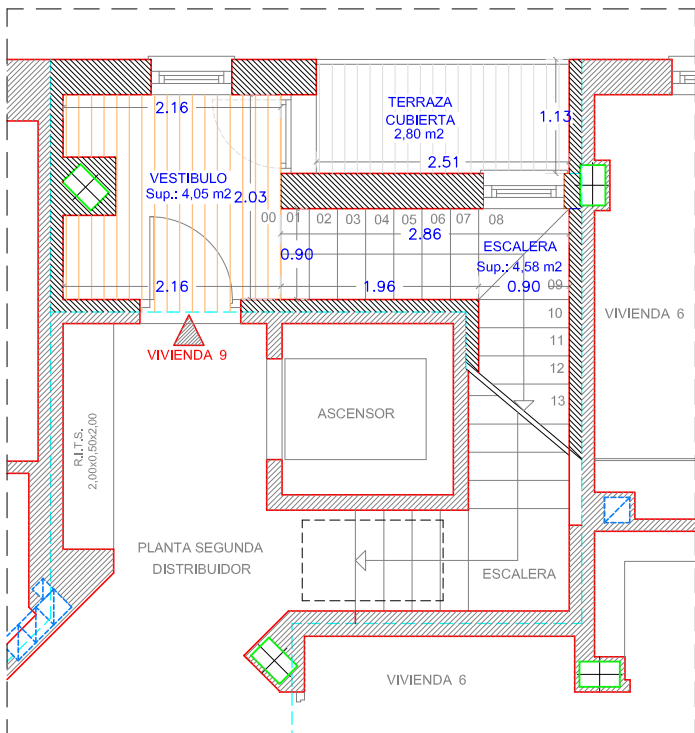 2.16
TERRAZA
CUBIERTA
2,80 m2
1.13
2.51
VESTIBULO
Sup.: 4,05 m2
2.03
00 01 02 03 04 05 06 07 08
2.86
0.90
ESCALERA
Sup.: 4,58 m2
2.16
1.96
0.90
09
10
11
12
13
VIVIENDA 6
VIVIENDA 9
R.I.T.S.
2,00x0,50x2,00
ASCENSOR
PLANTA SEGUNDA
DISTRIBUIDOR
ESCALERA
VIVIENDA 6